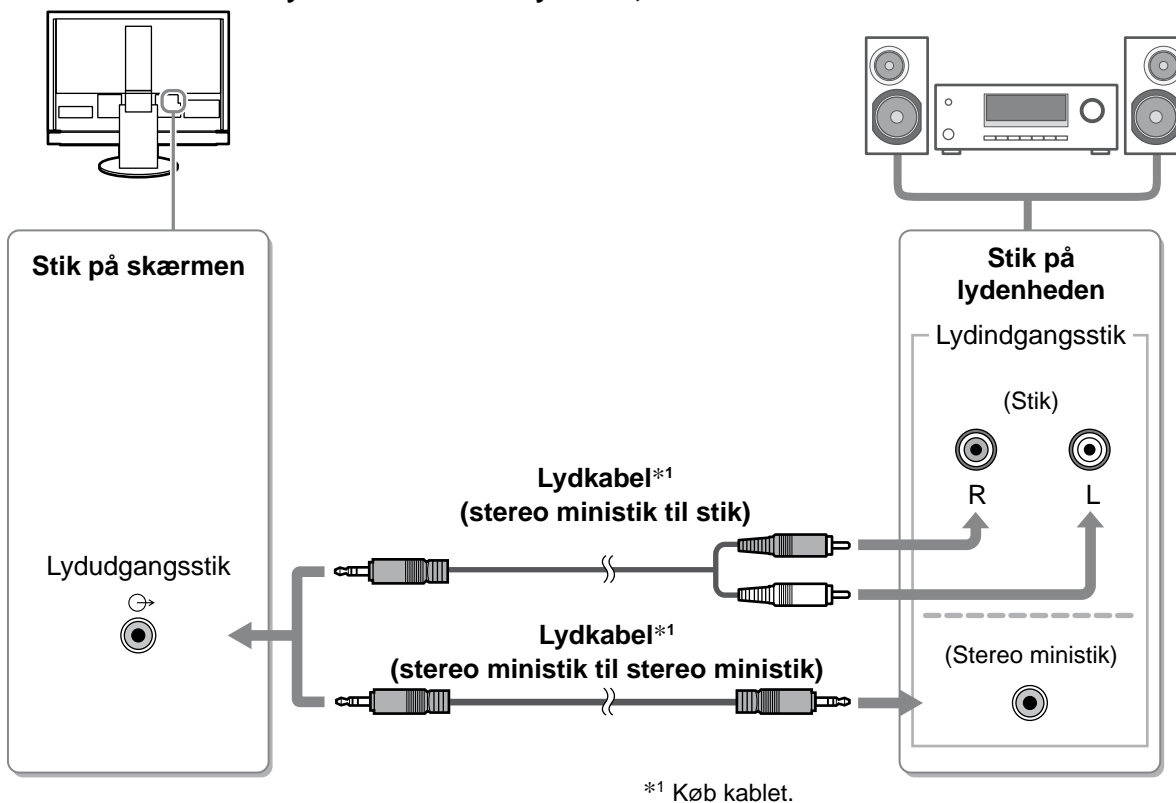 Stik på skærmen
Lydudgangsstik
Lydkabel*1
(stereo ministik til stik)
Lydkabel*1
(stereo ministik til stereo ministik)
Stik på
lydenheden
Lydindgangsstik
(Stik)
R L
(Stereo ministik)
*1 Køb kablet.